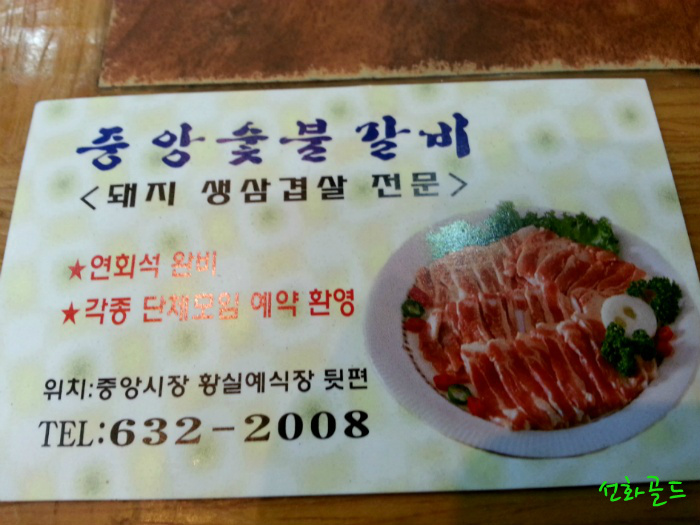 중앙숯불갈비
<돼지 생삼겹살 전문>
★연회석 완비
★각종 단체모임 예약 환영
위치:중앙시장 황실예식장 뒷편
TEL:632-2008
선화골드